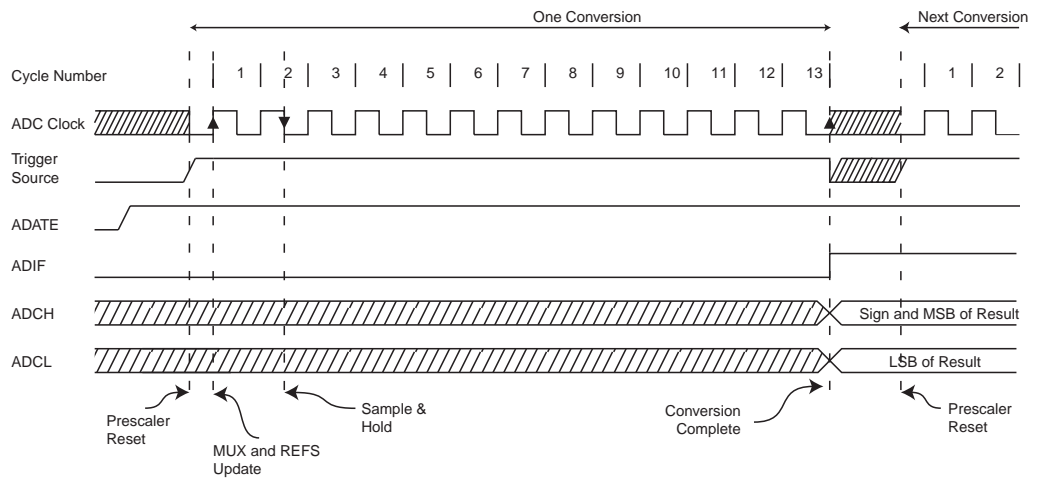 One Conversion
Next Conversion
Cycle Number
1 2 3 4 5 6 7 8 9 10 11 12 13 1 2
ADC Clock
Trigger
Source
ADATE
ADIF
ADCH
Sign and MSB of Result
ADCL
LSB of Result
Prescaler
Reset
MUX and REFS
Update
Sample &
Hold
Conversion
Complete
Prescaler
Reset